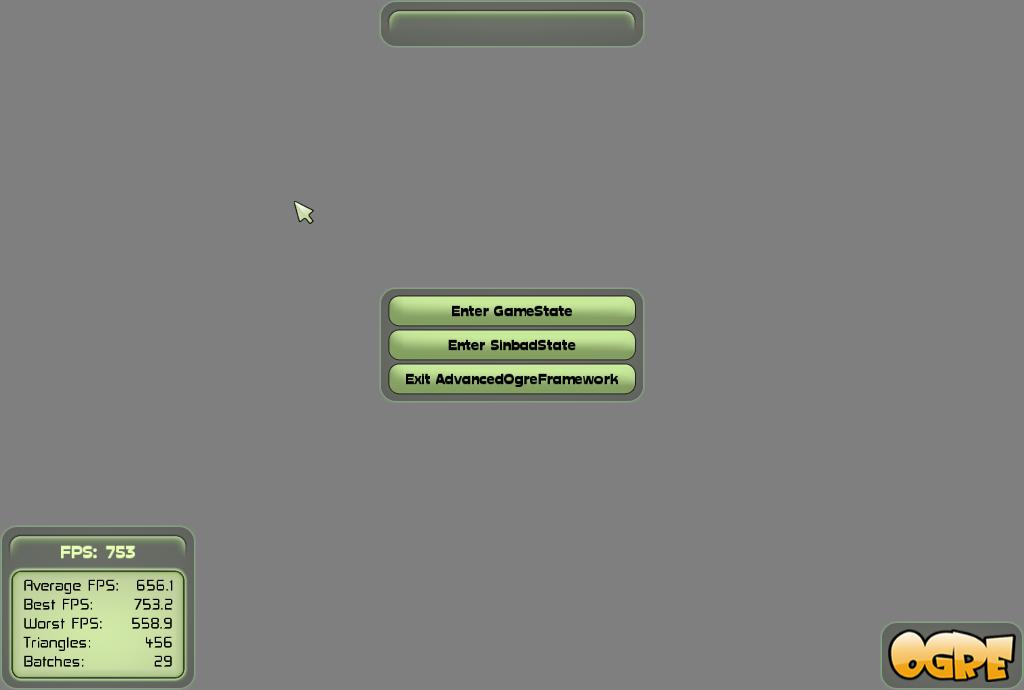 Enter GameState
Enter SinbadState
Exit AdvancedOgreFramework
FPS: 753
Average FPS: 656.1
Best FPS: 753.2
Worst FPS: 558.9
Triangles: 456
Batches: 29
OGRE